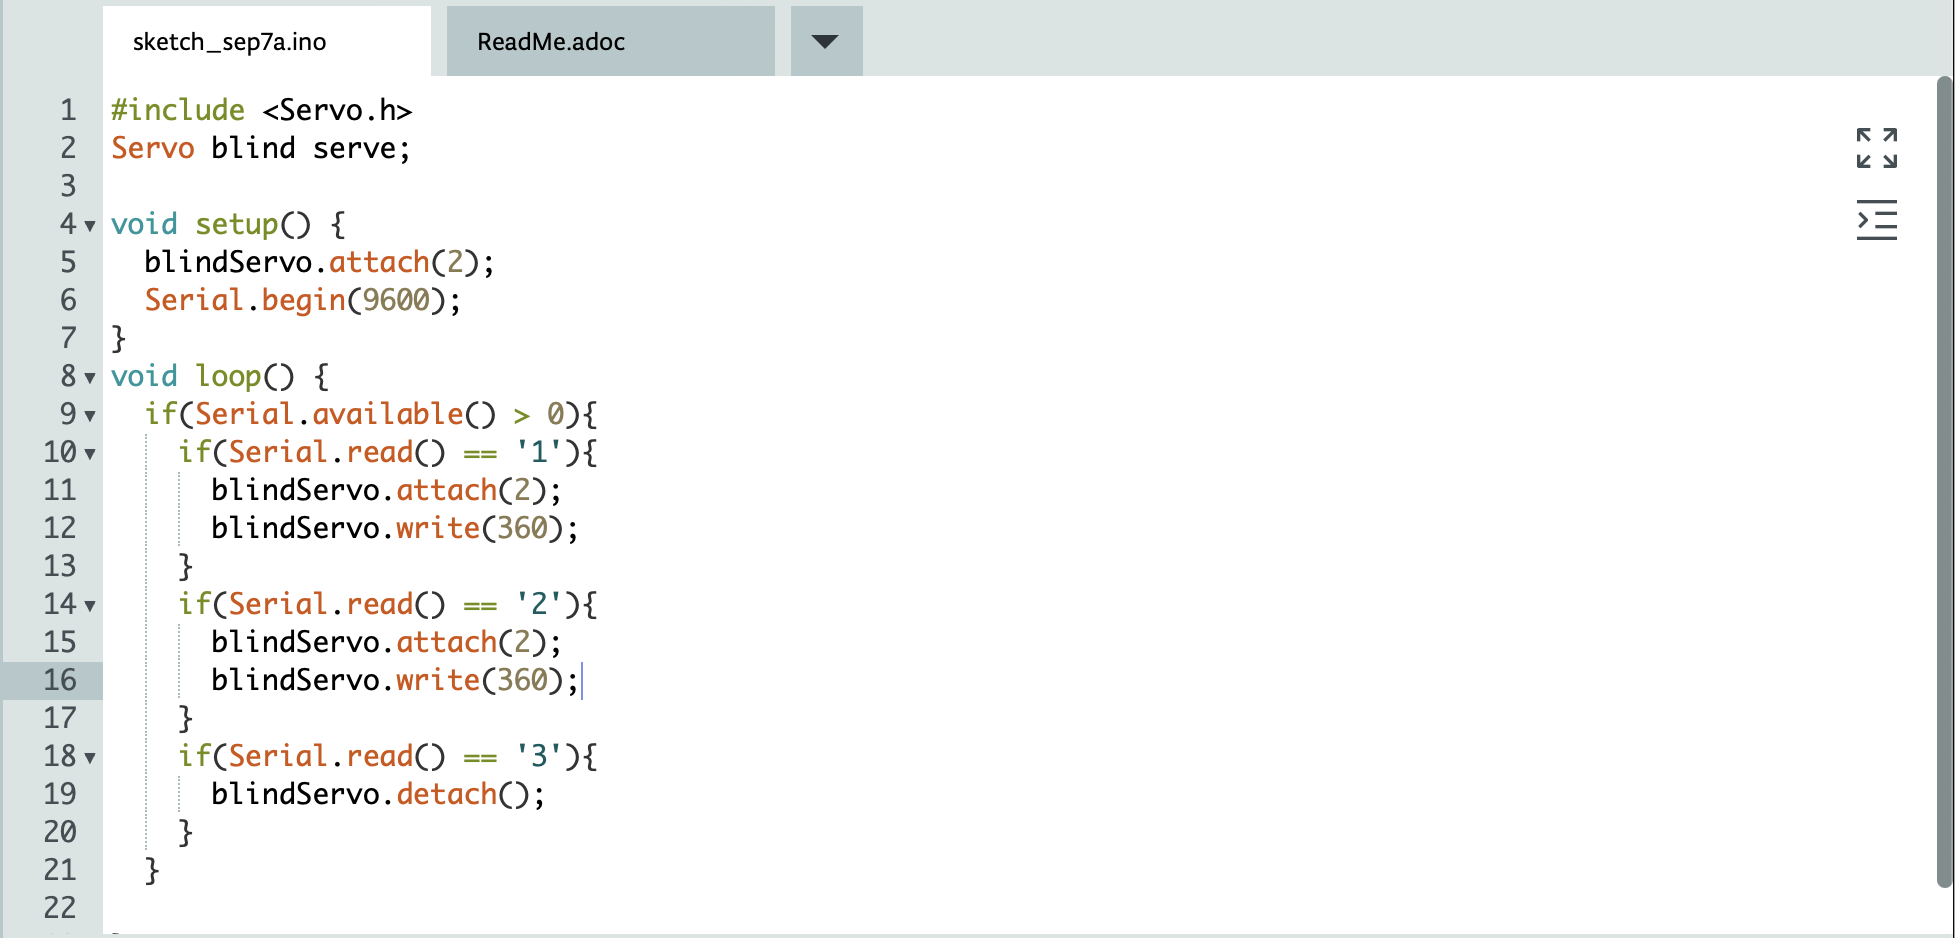 sketch_sep7a.ino
ReadMe.adoc
1 #include <Servo.h>
2 Servo blind serve;
3
4 void setup() {
5   blindServo.attach(2);
6   Serial.begin(9600);
7 }
8 void loop() {
9   if(Serial.available() > 0){
10     if(Serial.read() == '1'){
11       blindServo.attach(2);
12       blindServo.write(360);
13     }
14     if(Serial.read() == '2'){
15       blindServo.attach(2);
16       blindServo.write(360);
17     }
18     if(Serial.read() == '3'){
19       blindServo.detach();
20     }
21   }
22